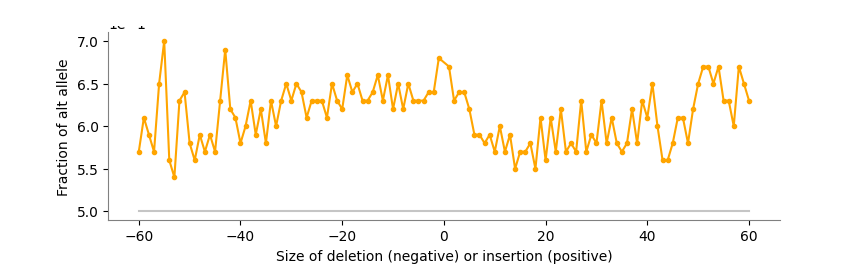 7.0
6.5
6.0
5.5
5.0
Fraction of alt allele
−60 −40 −20 0 20 40 60
Size of deletion (negative) or insertion (positive)